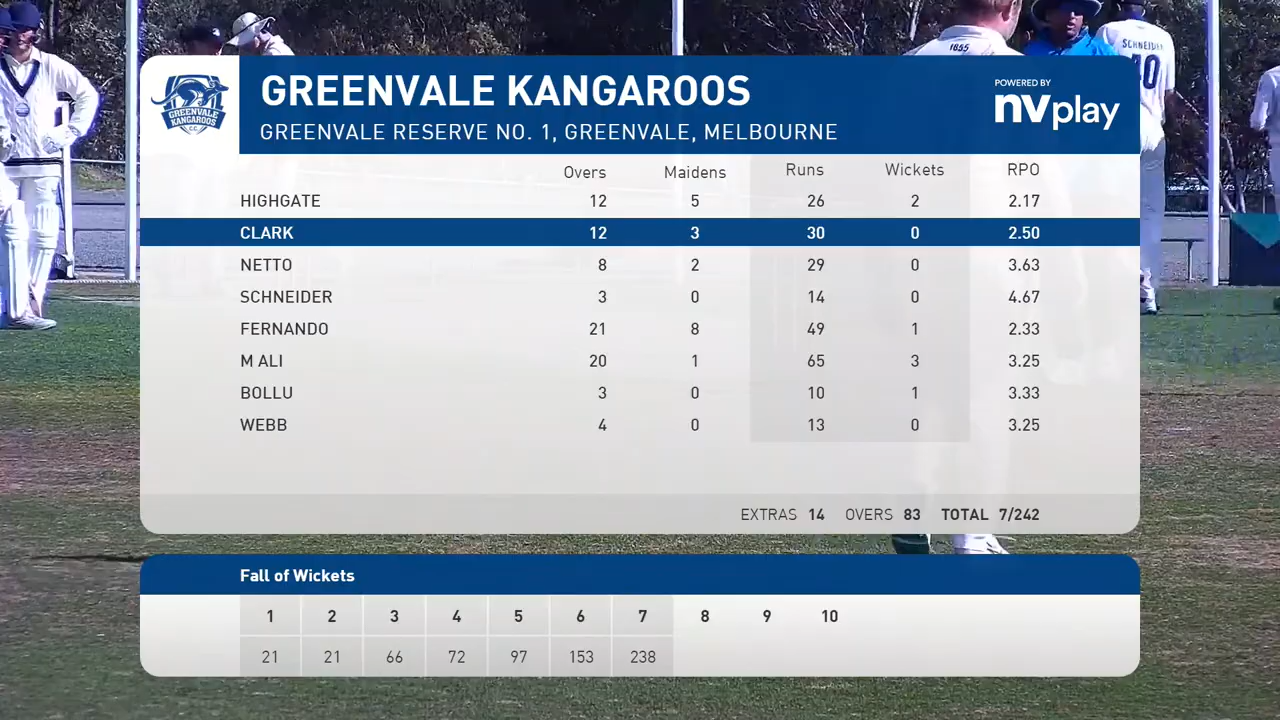 1855
SCHNEIDER
GREENVALE KANGAROOS
POWERED BY
nvplay
GREENVALE RESERVE NO. 1, GREENVALE, MELBOURNE
GREENVALE
KANGAROOS
C.C.
Overs Maidens Runs Wickets RPO
HIGHGATE 12 5 26 2 2.17
CLARK 12 3 30 0 2.50
NETTO 8 2 29 0 3.63
SCHNEIDER 3 0 14 0 4.67
FERNANDO 21 8 49 1 2.33
M ALI 20 1 65 3 3.25
BOLLU 3 0 10 1 3.33
WEBB 4 0 13 0 3.25
EXTRAS 14 OVERS 83 TOTAL 7/242
Fall of Wickets
1 2 3 4 5 6 7 8 9 10
21 21 66 72 97 153 238